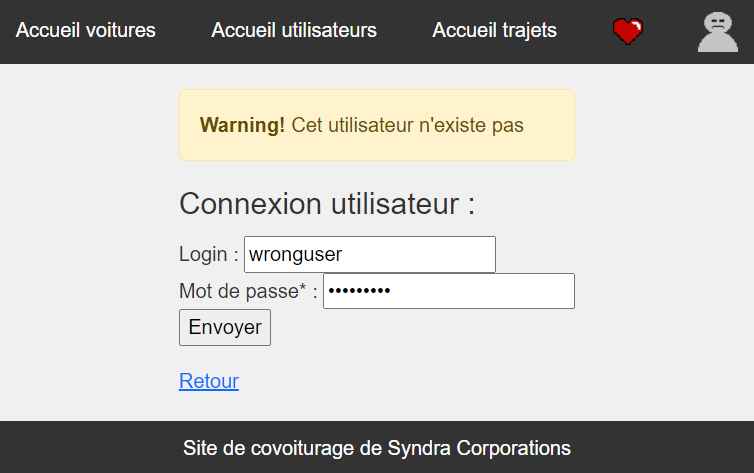 Accueil voitures Accueil utilisateurs Accueil trajets
Warning! Cet utilisateur n'existe pas
Connexion utilisateur :
Login : wronguser
Mot de passe* : •••••••••
Envoyer
Retour
Site de covoiturage de Syndra Corporations